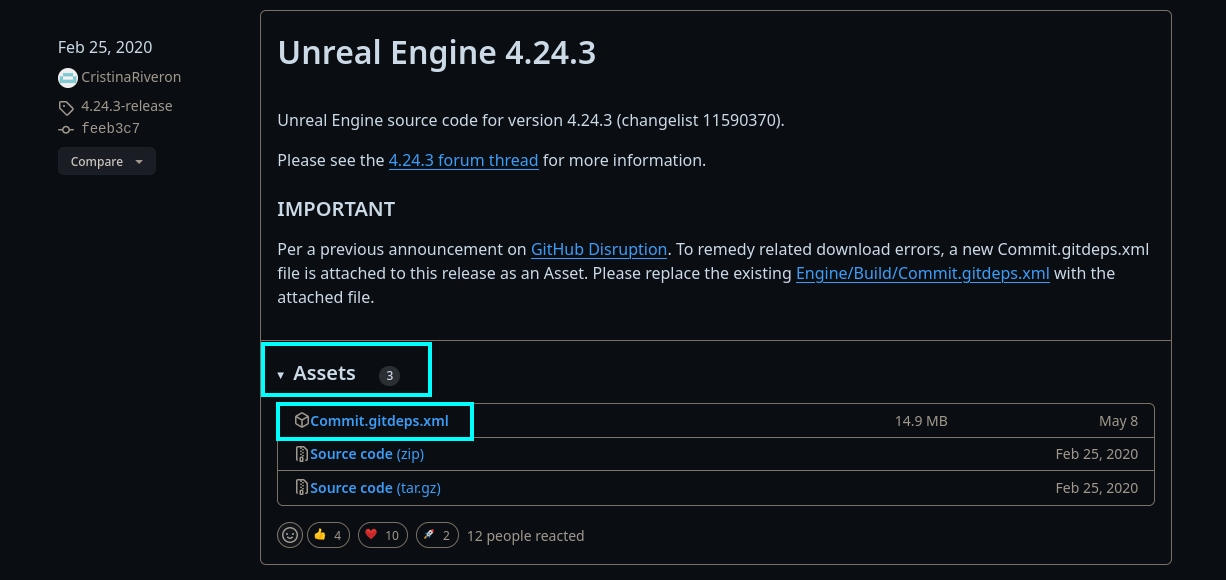 Feb 25, 2020
CristinaRiveron
4.24.3-release
feeb3c7
Compare
Unreal Engine 4.24.3
Unreal Engine source code for version 4.24.3 (changelist 11590370).
Please see the 4.24.3 forum thread for more information.
IMPORTANT
Per a previous announcement on GitHub Disruption. To remedy related download errors, a new Commit.gitdeps.xml
file is attached to this release as an Asset. Please replace the existing Engine/Build/Commit.gitdeps.xml with the
attached file.
Assets 3
Commit.gitdeps.xml 14.9 MB May 8
Source code (zip) Feb 25, 2020
Source code (tar.gz) Feb 25, 2020
4 10 2 12 people reacted